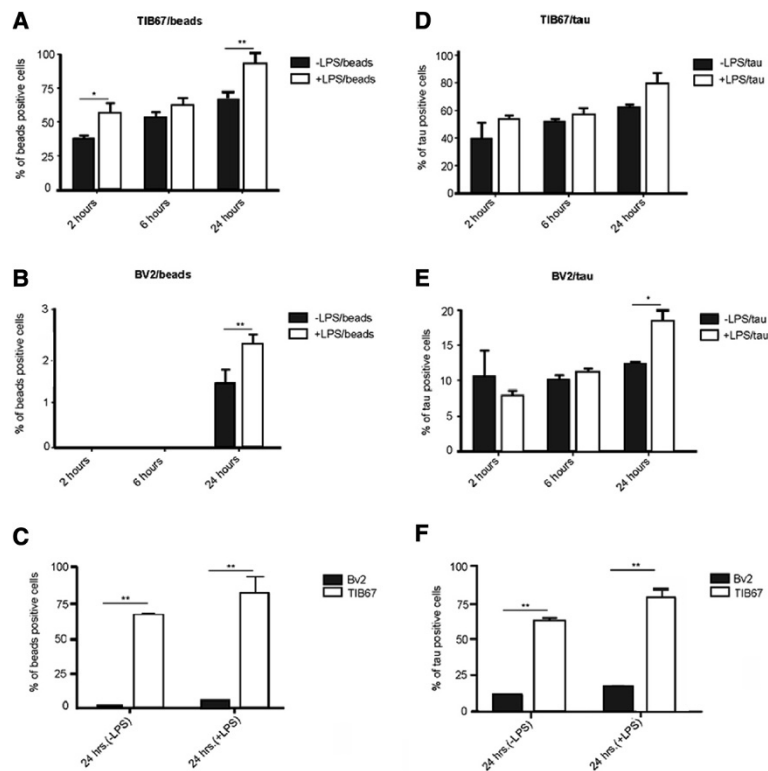 A
TIB67/beads
% of beads positive cells
100
75
50
25
0
*
**
2 hours
6 hours
24 hours
-LPS/beads
+LPS/beads
D
TIB67/tau
% of tau positive cells
100
80
60
40
20
0
2 hours
6 hours
24 hours
-LPS/tau
+LPS/tau
B
BV2/beads
% of beads positive cells
3
2
1
0
**
2 hours
6 hours
24 hours
-LPS/beads
+LPS/beads
E
BV2/tau
% of tau positive cells
20
15
10
5
0
*
2 hours
6 hours
24 hours
-LPS/tau
+LPS/tau
C
% of beads positive cells
100
75
50
25
0
**
**
24 hrs.(-LPS)
24 hrs.(+LPS)
Bv2
TIB67
F
% of tau positive cells
100
75
50
25
0
**
**
24 hrs.(-LPS)
24 hrs.(+LPS)
Bv2
TIB67